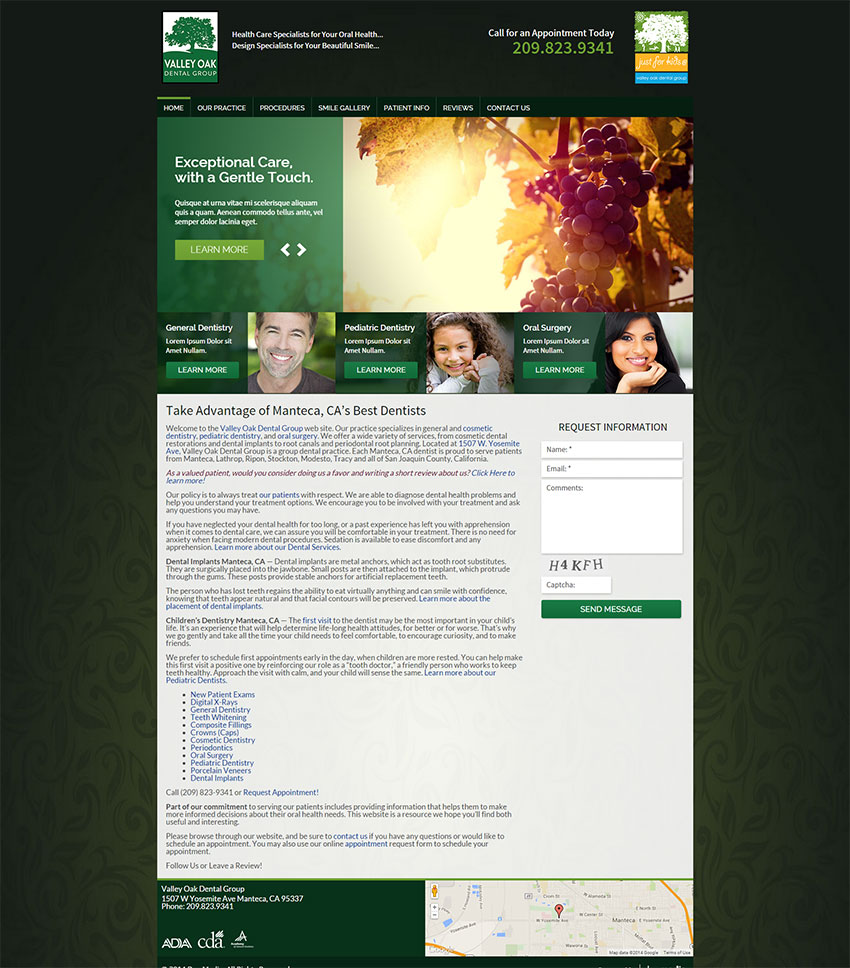 VALLEY OAK
DENTAL GROUP
Health Care Specialists for Your Oral Health...
Design Specialists for Your Beautiful Smile...
Call for an Appointment Today
209.823.9341
just for kids
valley oak dental group
HOME OUR PRACTICE PROCEDURES SMILE GALLERY PATIENT INFO REVIEWS CONTACT US
Exceptional Care,
with a Gentle Touch.
Quisque at urna vitae mi scelerisque aliquam
quis a quam. Aenean commodo tellus ante, vel
semper dolor lacinia eget.
LEARN MORE
General Dentistry
Lorem Ipsum Dolor sit
Amet Nullam.
LEARN MORE
Pediatric Dentistry
Lorem Ipsum Dolor sit
Amet Nullam.
LEARN MORE
Oral Surgery
Lorem Ipsum Dolor sit
Amet Nullam.
LEARN MORE
Take Advantage of Manteca, CA's Best Dentists
Welcome to the Valley Oak Dental Group web site. Our practice specializes in general and cosmetic
dentistry, pediatric dentistry, and oral surgery. We offer a wide variety of services, from cosmetic dental
restorations and dental implants to root canals and periodontal root planning. Located at 1507 W. Yosemite
Ave, Valley Oak Dental Group is a group dental practice. Each Manteca, CA dentist is proud to serve patients
from Manteca, Lathrop, Ripon, Stockton, Modesto, Tracy and all of San Joaquin County, California.
As a valued patient, would you consider doing us a favor and writing a short review about us? Click Here to
learn more!
Our policy is to always treat our patients with respect. We are able to diagnose dental health problems and
help you understand your treatment options. We encourage you to be involved with your treatment and ask
any questions you may have.
If you have neglected your dental health for too long, or a past experience has left you with apprehension
when it comes to dental care, we can assure you will be comfortable in your treatment. There is no need for
anxiety when facing modern dental procedures. Sedation is available to ease discomfort and any
apprehension. Learn more about our Dental Services.
Dental Implants Manteca, CA — Dental implants are metal anchors, which act as tooth root substitutes.
They are surgically placed into the jawbone. Small posts are then attached to the implant, which protrude
through the gums. These posts provide stable anchors for artificial replacement teeth.
The person who has lost teeth regains the ability to eat virtually anything and can smile with confidence,
knowing that teeth appear natural and that facial contours will be preserved. Learn more about the
placement of dental implants.
Children's Dentistry Manteca, CA — The first visit to the dentist may be the most important in your child's
life. It's an experience that will help determine life-long health attitudes, for better or for worse. That's why
we go gently and take all the time your child needs to feel comfortable, to encourage curiosity, and to make
friends.
We prefer to schedule first appointments early in the day, when children are more rested. You can help make
this first visit a positive one by reinforcing our role as a "tooth doctor," a friendly person who works to keep
teeth healthy. Approach the visit with calm, and your child will sense the same. Learn more about our
Pediatric Dentists.
• New Patient Exams
• Digital X-Rays
• General Dentistry
• Teeth Whitening
• Composite Fillings
• Crowns (Caps)
• Cosmetic Dentistry
• Periodontics
• Oral Surgery
• Pediatric Dentistry
• Porcelain Veneers
• Dental Implants
Call (209) 823-9341 or Request Appointment!
Part of our commitment to serving our patients includes providing information that helps them to make
more informed decisions about their oral health needs. This website is a resource we hope you'll find both
useful and interesting.
Please browse through our website, and be sure to contact us if you have any questions or would like to
schedule an appointment. You may also use our online appointment request form to schedule your
appointment.
Follow Us or Leave a Review!
REQUEST INFORMATION
Name: *
Email: *
Comments:
H4KFH
Captcha:
SEND MESSAGE
Valley Oak Dental Group
1507 W Yosemite Ave Manteca, CA 95337
Phone: 209.823.9341
ADA cda
Manteca
Map data ©2014 Google Terms of Use